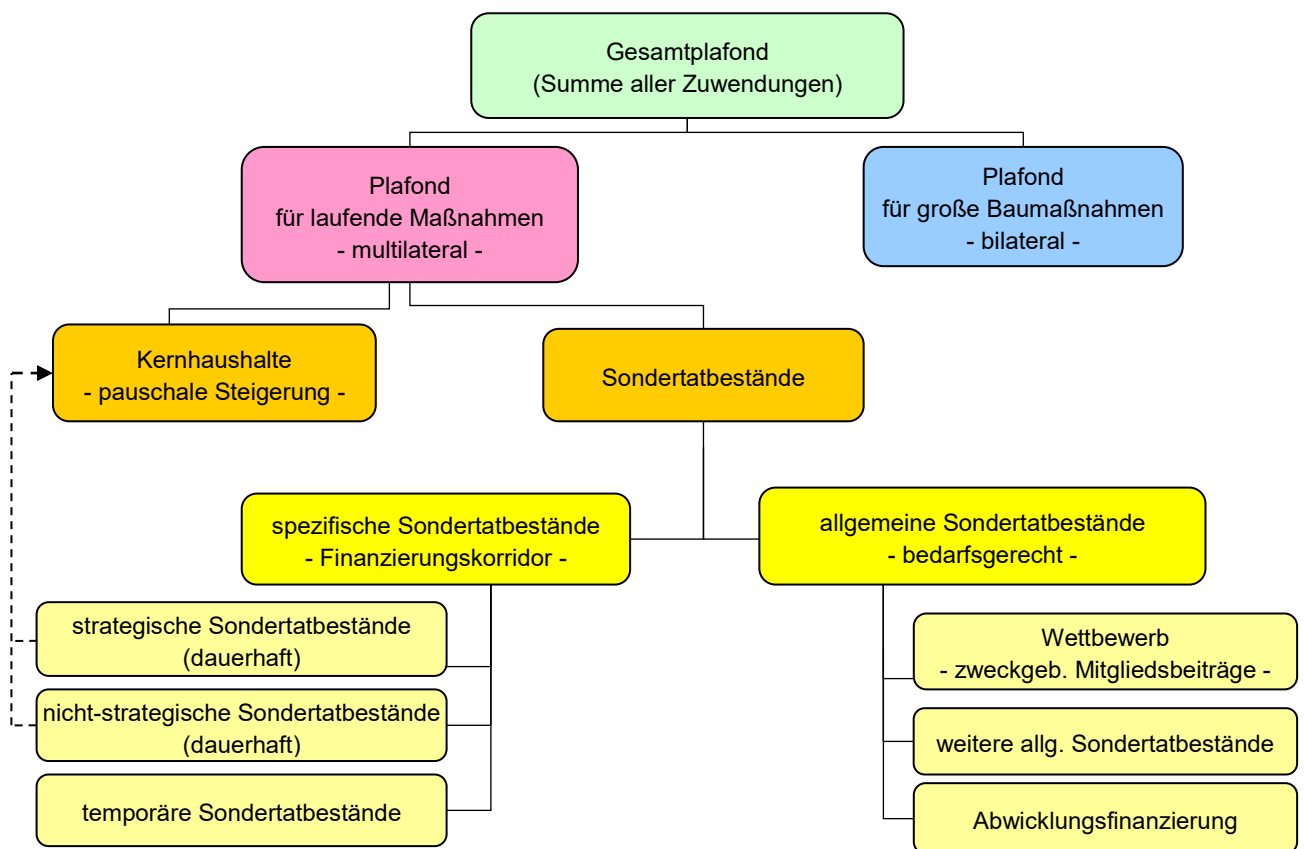 Gesamtplafond
(Summe aller Zuwendungen)
Plafond
für laufende Maßnahmen
- multilateral -
Plafond
für große Baumaßnahmen
- bilateral -
Kernhaushalte
- pauschale Steigerung -
Sondertatbestände
spezifische Sondertatbestände
- Finanzierungskorridor -
allgemeine Sondertatbestände
- bedarfsgerecht -
strategische Sondertatbestände
(dauerhaft)
nicht-strategische Sondertatbestände
(dauerhaft)
temporäre Sondertatbestände
Wettbewerb
- zweckgeb. Mitgliedsbeiträge -
weitere allg. Sondertatbestände
Abwicklungsfinanzierung